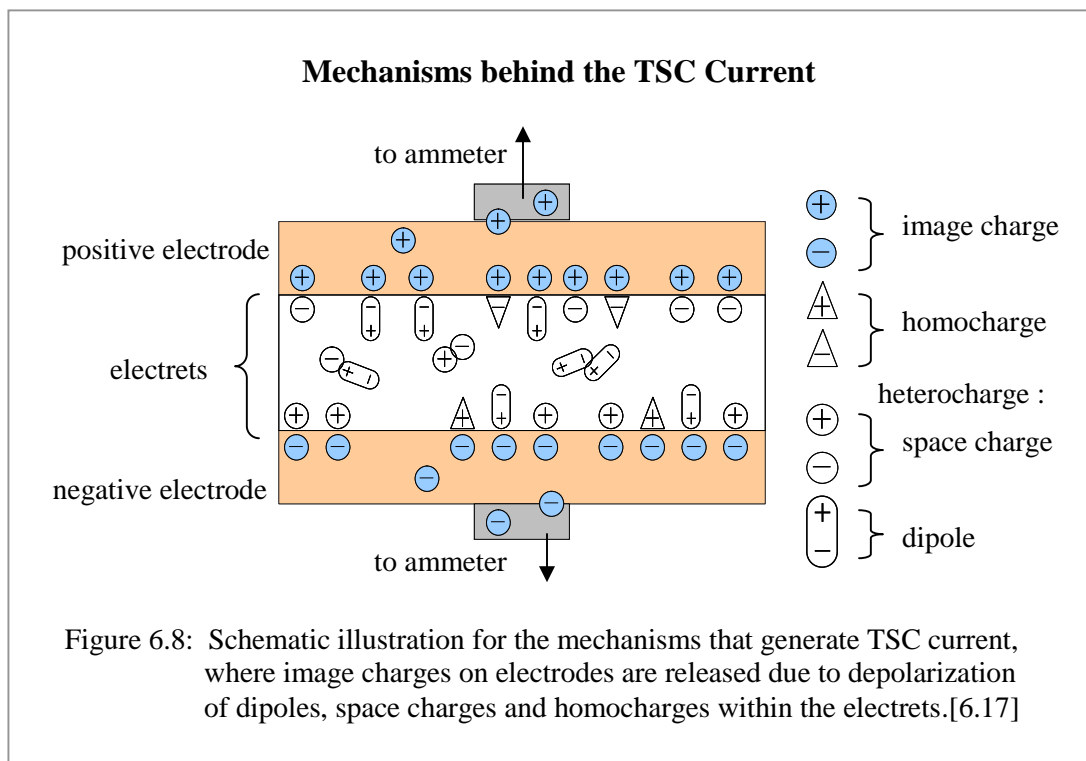 Mechanisms behind the TSC Current
to ammeter
positive electrode
electrets
negative electrode
to ammeter
image charge
homocharge
heterocharge :
space charge
dipole
Figure 6.8: Schematic illustration for the mechanisms that generate TSC current,
where image charges on electrodes are released due to depolarization
of dipoles, space charges and homocharges within the electrets.[6.17]